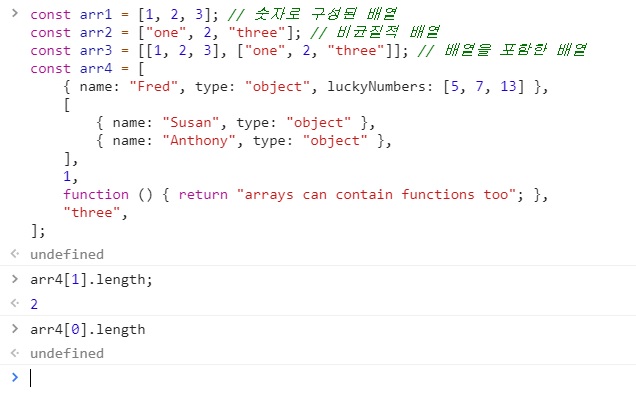 const arr1 = [1, 2, 3]; // 숫자로 구성된 배열
const arr2 = ["one", 2, "three"]; // 비균질적 배열
const arr3 = [[1, 2, 3], ["one", 2, "three"]]; // 배열을 포함한 배열
const arr4 = [
    { name: "Fred", type: "object", luckyNumbers: [5, 7, 13] },
    [
        { name: "Susan", type: "object" },
        { name: "Anthony", type: "object" },
    ],
    1,
    function () { return "arrays can contain functions too"; },
    "three",
];
undefined
arr4[1].length;
2
arr4[0].length
undefined